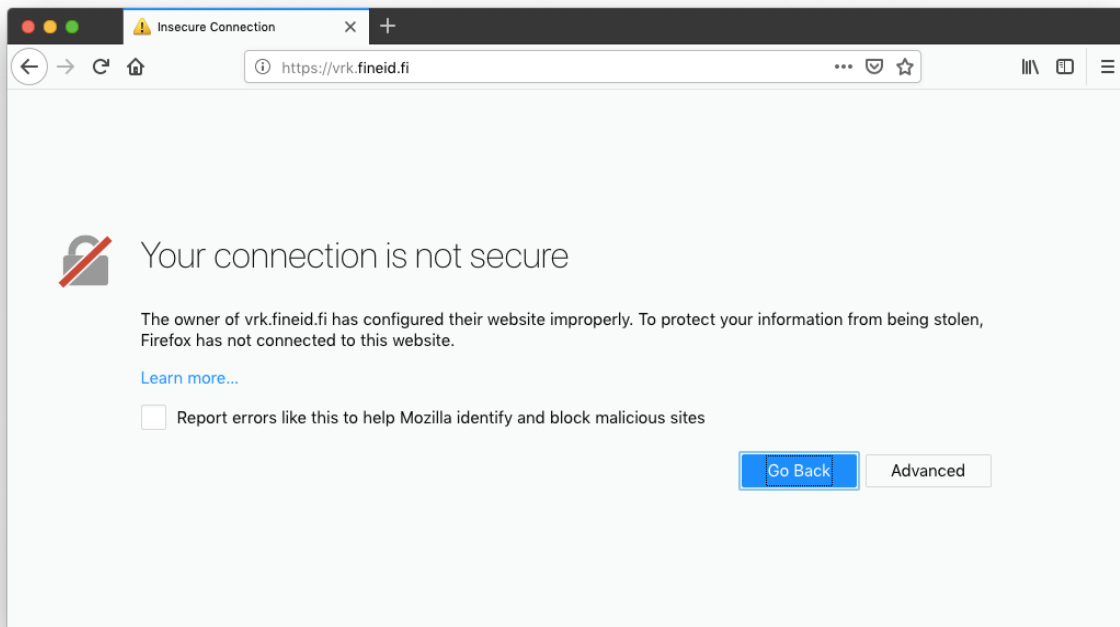 Insecure Connection
https://vrk.fineid.fi
Your connection is not secure
The owner of vrk.fineid.fi has configured their website improperly. To protect your information from being stolen,
Firefox has not connected to this website.
Learn more...
Report errors like this to help Mozilla identify and block malicious sites
Go Back
Advanced